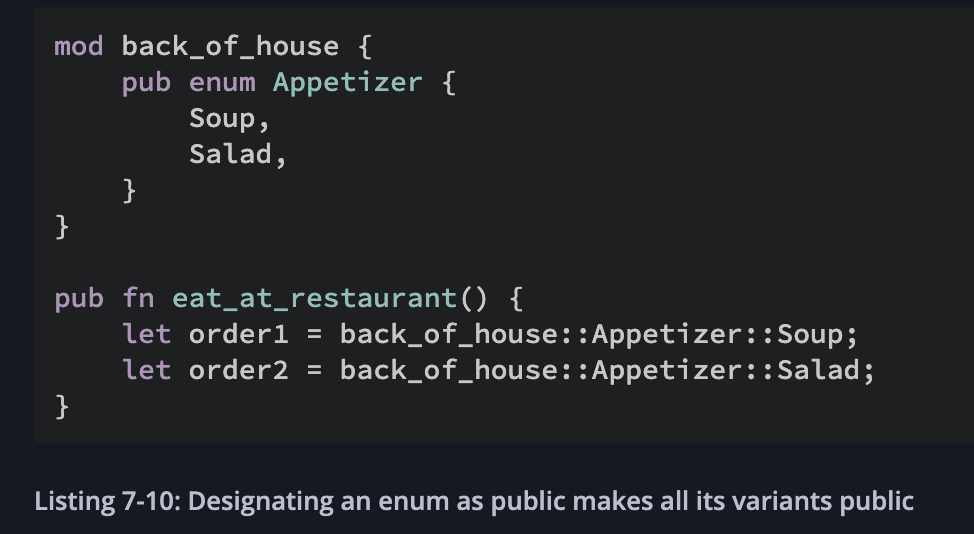 mod back_of_house {
    pub enum Appetizer {
        Soup,
        Salad,
    }
}

pub fn eat_at_restaurant() {
    let order1 = back_of_house::Appetizer::Soup;
    let order2 = back_of_house::Appetizer::Salad;
}
Listing 7-10: Designating an enum as public makes all its variants public